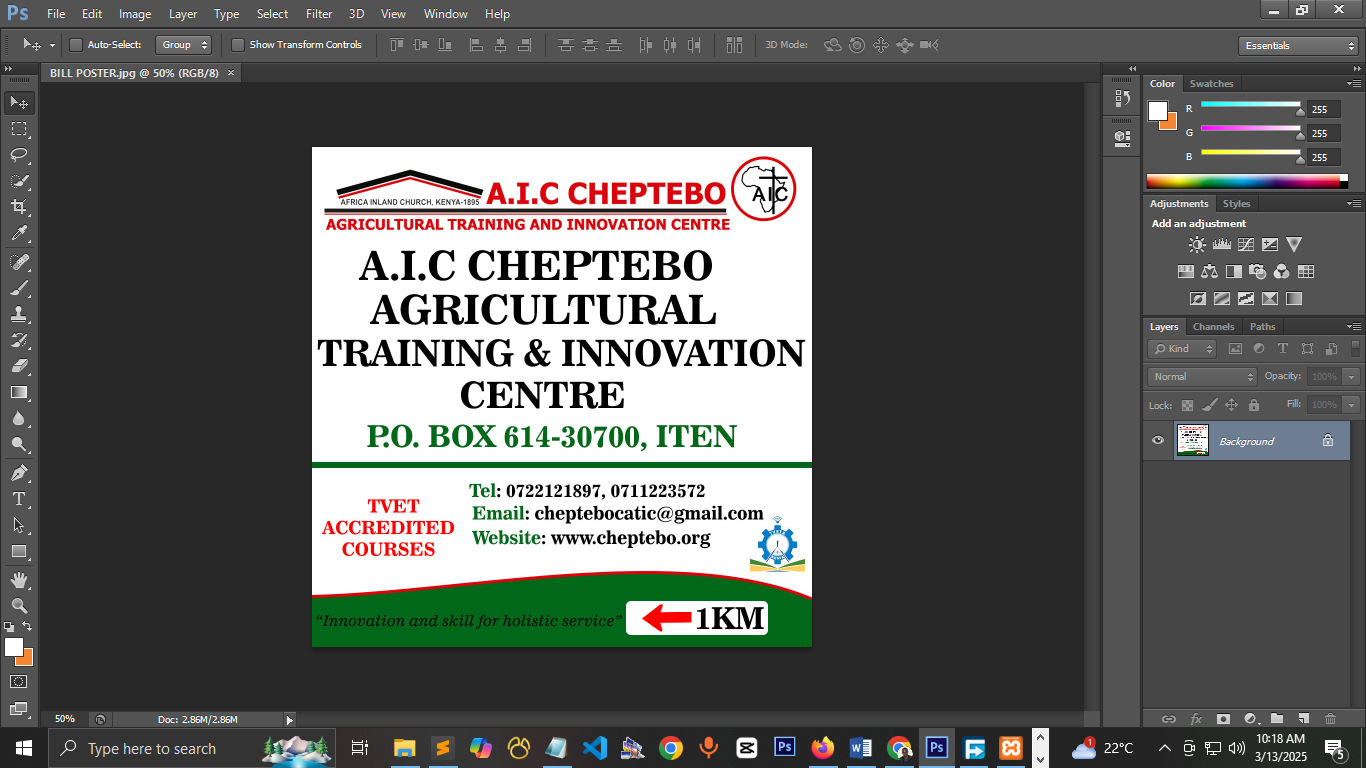 Ps File Edit Image Layer Type Select Filter 3D View Window Help
Auto-Select: Group Show Transform Controls 3D Mode: Essentials
BILL POSTER.jpg @ 50% (RGB/8) ×
A.I.C CHEPTEBO
AFRICA INLAND CHURCH, KENYA-1895
AIC
AGRICULTURAL TRAINING AND INNOVATION CENTRE
A.I.C CHEPTEBO
AGRICULTURAL
TRAINING & INNOVATION
CENTRE
P.O. BOX 614-30700, ITEN
TVET
ACCREDITED
COURSES
Tel: 0722121897, 0711223572
Email: cheptebocatic@gmail.com
Website: www.cheptebo.org
“Innovation and skill for holistic service”
1KM
Color Swatches
R 255
G 255
B 255
Adjustments Styles
Add an adjustment
Layers Channels Paths
Kind
Normal Opacity: 100%
Lock: Fill: 100%
Background
fx
50% Doc: 2.86M/2.86M
Type here to search
1 22°C
10:18 AM
3/13/2025
5